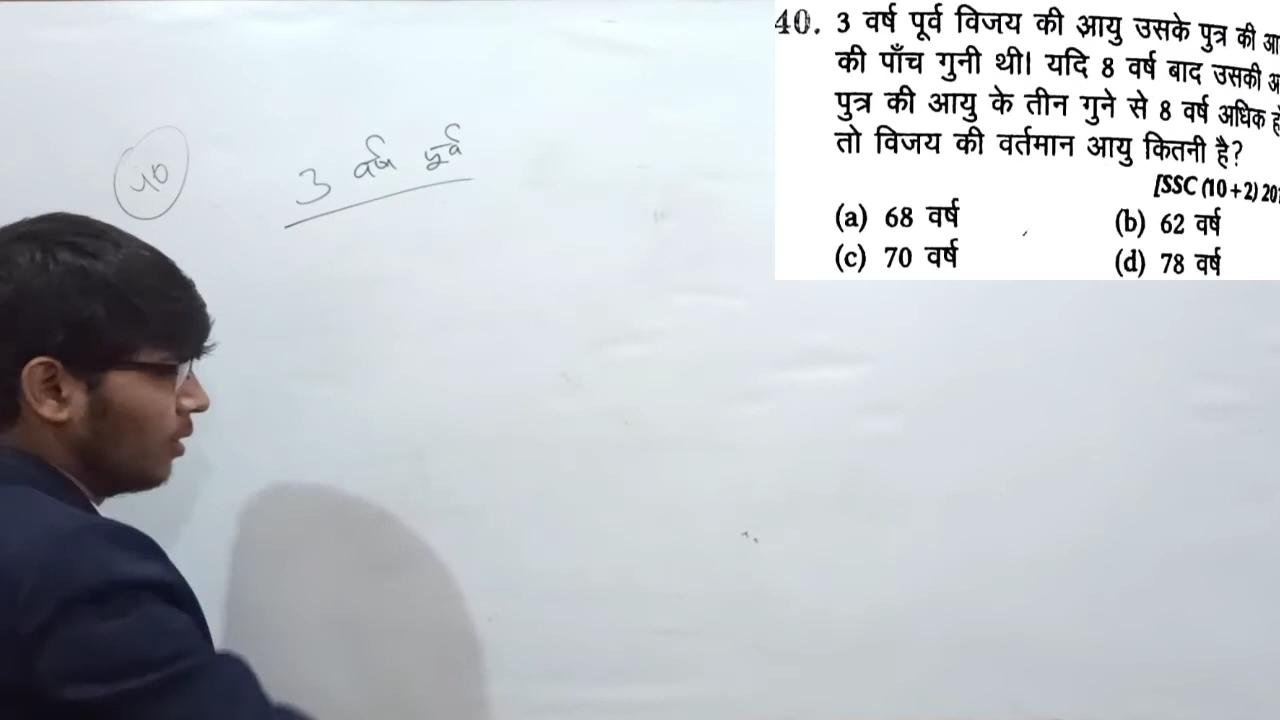 40. 3 वर्ष पूर्व विजय की आयु उसके पुत्र की
की पाँच गुनी थी। यदि 8 वर्ष बाद उसकी
पुत्र की आयु के तीन गुने से 8 वर्ष अधिक
तो विजय की वर्तमान आयु कितनी है?
[SSC (10+2)
(a) 68 वर्ष (b) 62 वर्ष
(c) 70 वर्ष (d) 78 वर्ष
40
3 वर्ष पूर्व